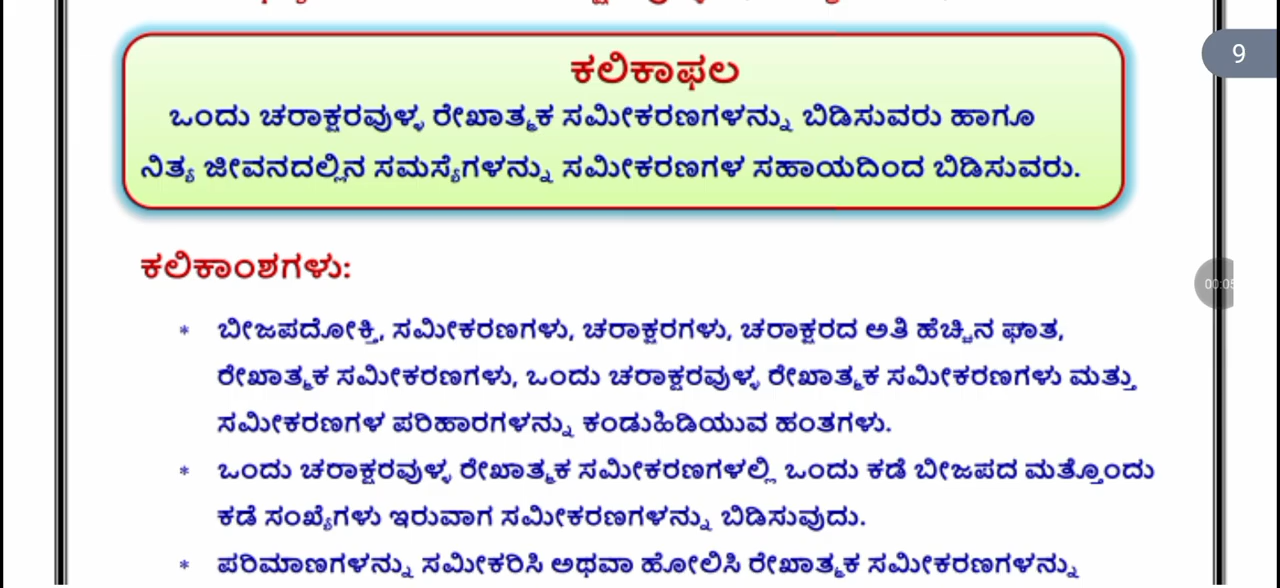 9
ಕಲಿಕಾಫಲ
ಒಂದು ಚರಾಕ್ಷರವುಳ್ಳ ರೇಖಾತ್ಮಕ ಸಮೀಕರಣಗಳನ್ನು ಬಿಡಿಸುವರು ಹಾಗೂ
ನಿತ್ಯ ಜೀವನದಲ್ಲಿನ ಸಮಸ್ಯೆಗಳನ್ನು ಸಮೀಕರಣಗಳ ಸಹಾಯದಿಂದ ಬಿಡಿಸುವರು.
ಕಲಿಕಾಂಶಗಳು:
* ಬೀಜಪದೋಕ್ತಿ, ಸಮೀಕರಣಗಳು, ಚರಾಕ್ಷರಗಳು, ಚರಾಕ್ಷರದ ಅತಿ ಹೆಚ್ಚಿನ ಘಾತ,
ರೇಖಾತ್ಮಕ ಸಮೀಕರಣಗಳು, ಒಂದು ಚರಾಕ್ಷರವುಳ್ಳ ರೇಖಾತ್ಮಕ ಸಮೀಕರಣಗಳು ಮತ್ತು
ಸಮೀಕರಣಗಳ ಪರಿಹಾರಗಳನ್ನು ಕಂಡುಹಿಡಿಯುವ ಹಂತಗಳು.
* ಒಂದು ಚರಾಕ್ಷರವುಳ್ಳ ರೇಖಾತ್ಮಕ ಸಮೀಕರಣಗಳಲ್ಲಿ ಒಂದು ಕಡೆ ಬೀಜಪದ ಮತ್ತೊಂದು
ಕಡೆ ಸಂಖ್ಯೆಗಳು ಇರುವಾಗ ಸಮೀಕರಣಗಳನ್ನು ಬಿಡಿಸುವುದು.
* ಪರಿಮಾಣಗಳನ್ನು ಸಮೀಕರಿಸಿ ಅಥವಾ ಹೋಲಿಸಿ ರೇಖಾತ್ಮಕ ಸಮೀಕರಣಗಳನ್ನು